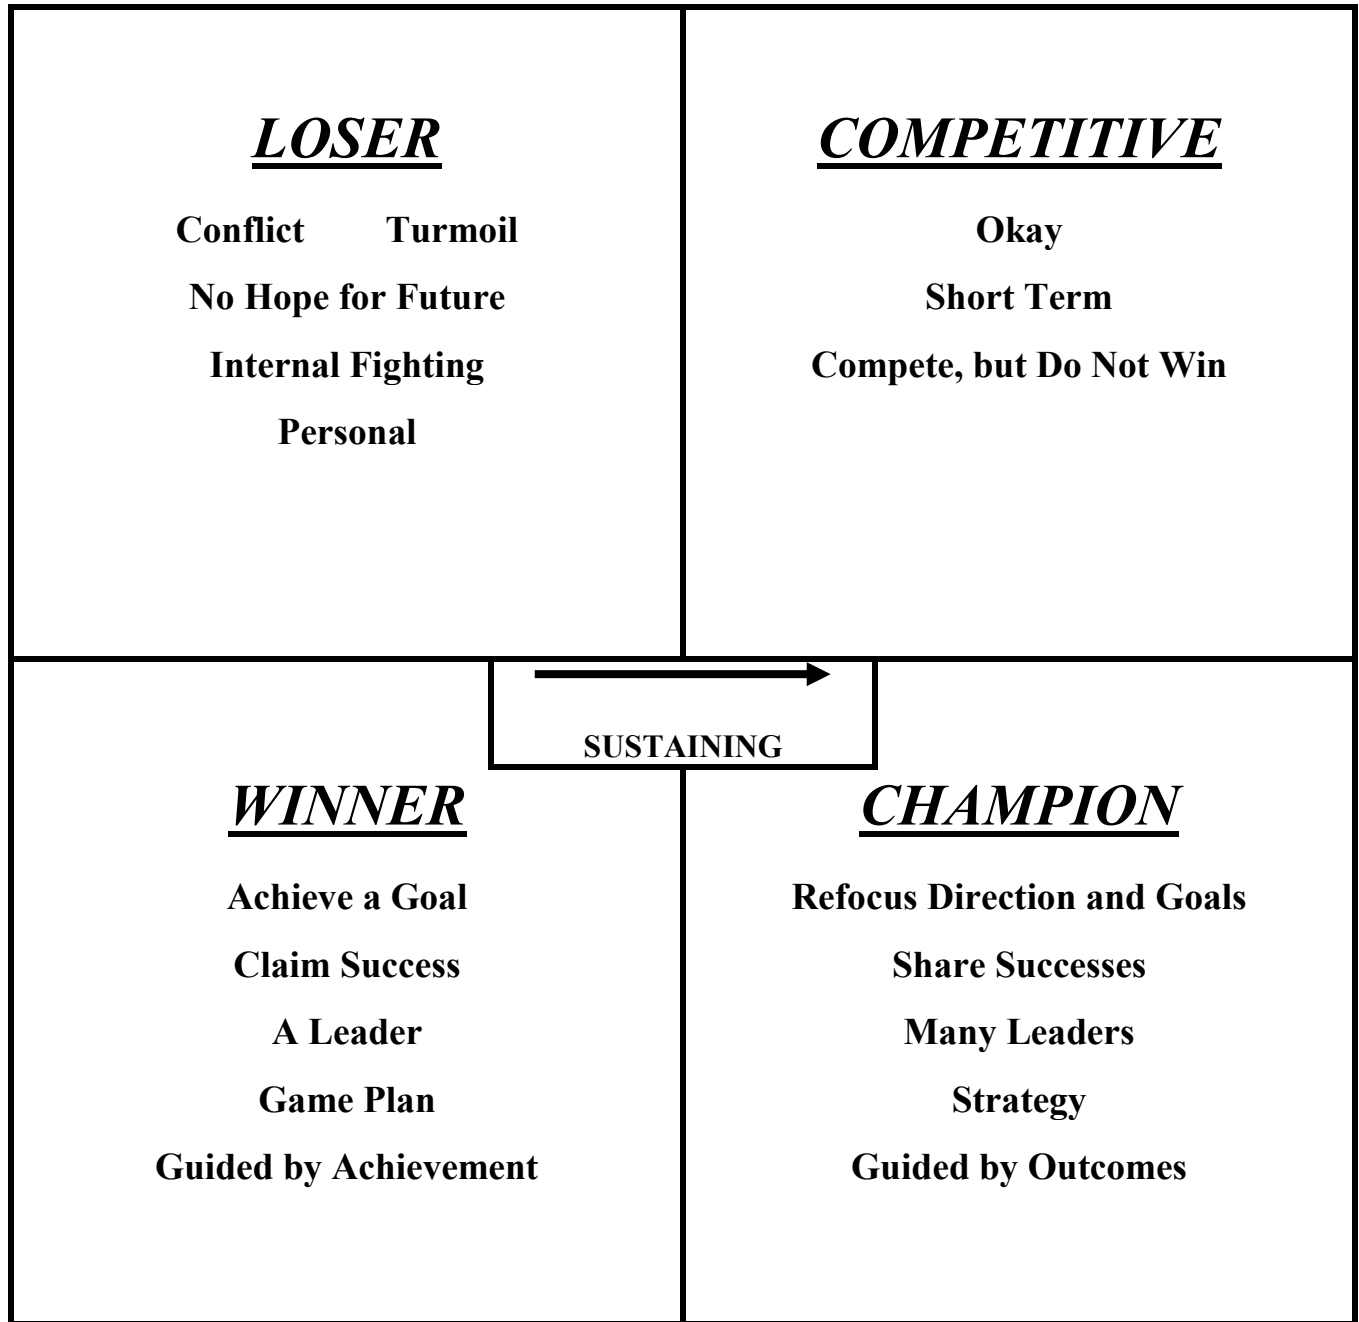 LOSER
Conflict Turmoil
No Hope for Future
Internal Fighting
Personal
COMPETITIVE
Okay
Short Term
Compete, but Do Not Win
SUSTAINING
WINNER
Achieve a Goal
Claim Success
A Leader
Game Plan
Guided by Achievement
CHAMPION
Refocus Direction and Goals
Share Successes
Many Leaders
Strategy
Guided by Outcomes